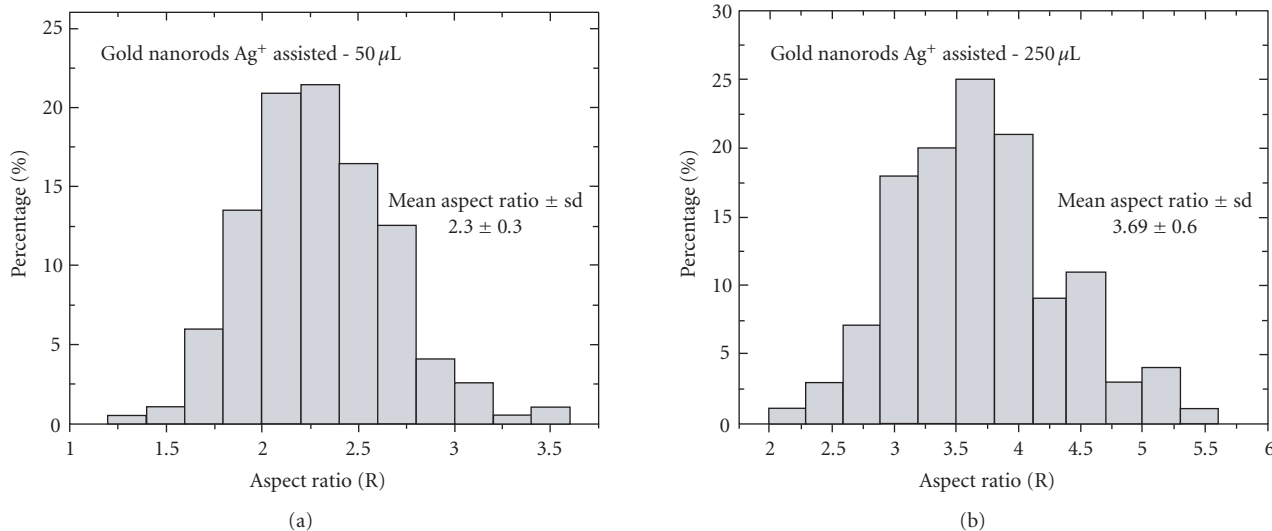 25
20
15
10
5
0
Percentage (%)
Gold nanorods Ag⁺ assisted - 50 µL
Mean aspect ratio ± sd
2.3 ± 0.3
1 1.5 2 2.5 3 3.5
Aspect ratio (R)
(a)
30
25
20
15
10
5
0
Percentage (%)
Gold nanorods Ag⁺ assisted - 250 µL
Mean aspect ratio ± sd
3.69 ± 0.6
2 2.5 3 3.5 4 4.5 5 5.5 6
Aspect ratio (R)
(b)